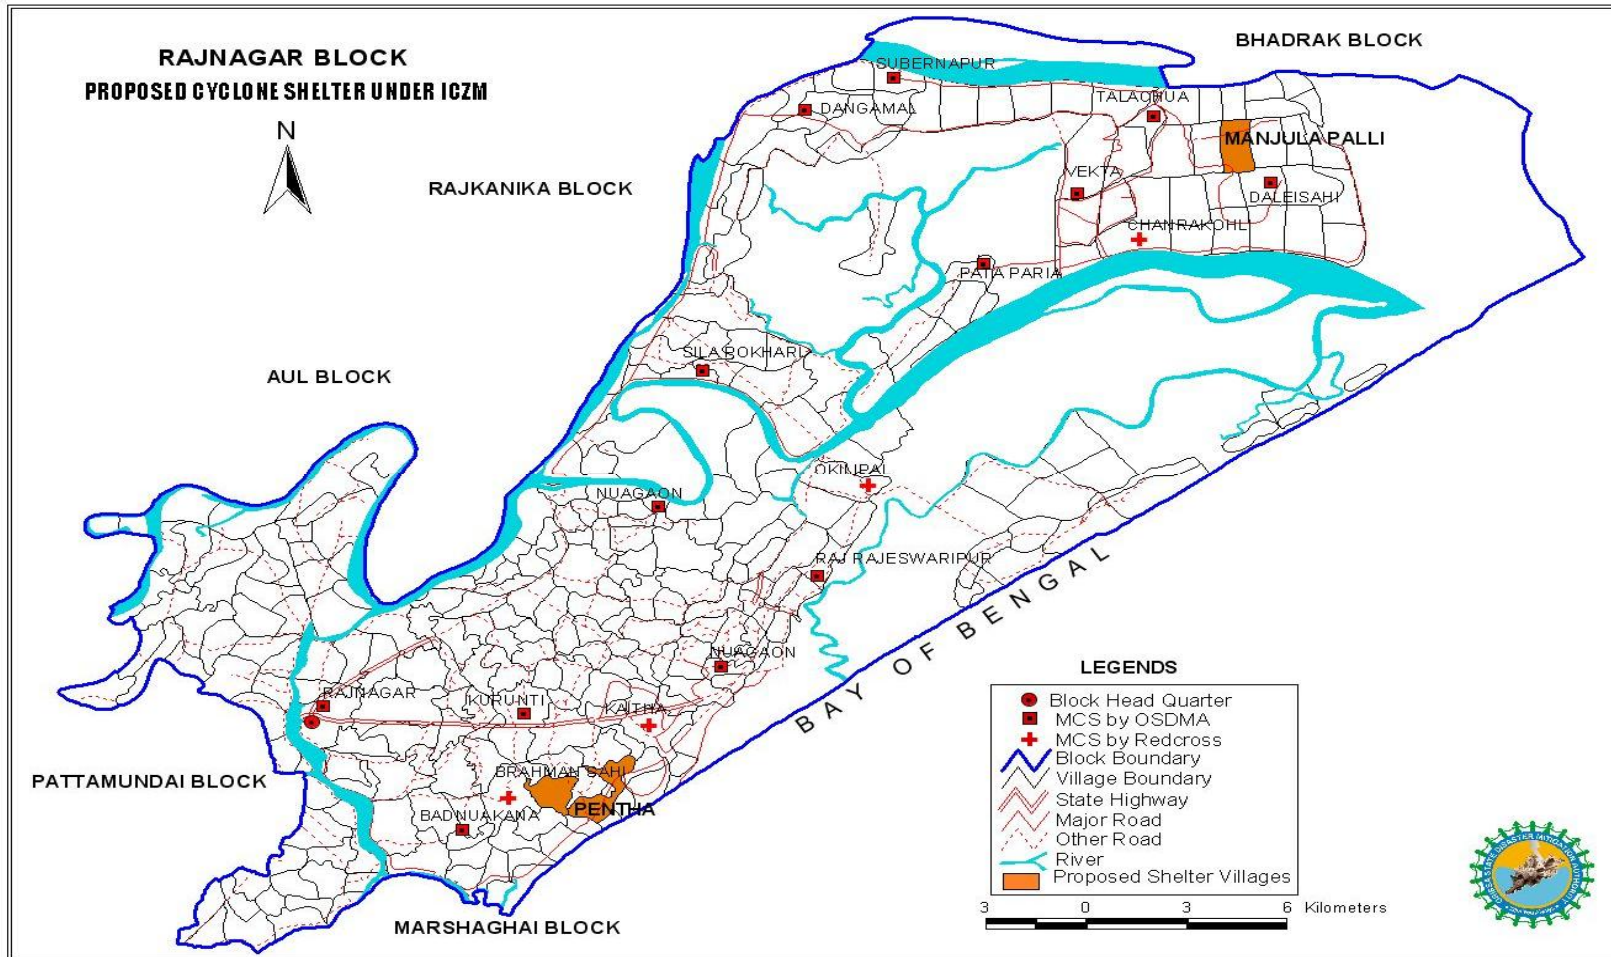 RAJNAGAR BLOCK
PROPOSED CYCLONE SHELTER UNDER ICZM
N
BHADRAK BLOCK
SUBERNAPUR
DANGAMAL
TALACHUA
MANJULA PALLI
RAJKANIKA BLOCK
VEKTA
DALEISAHI
CHANRAKOHL
PATA PARIA
SILA POKHARI
AUL BLOCK
OKILPAL
NUAGAON
RAJ RAJESWARIPUR
BAY OF BENGAL
NUAGAON
RAJNAGAR
KURUNTI
KAITHA
PATTAMUNDAI BLOCK
BRAHMAN SAHI
PENTHA
BADNUAKANA
MARSHAGHAI BLOCK
LEGENDS
Block Head Quarter
MCS by OSDMA
MCS by Redcross
Block Boundary
Village Boundary
State Highway
Major Road
Other Road
River
Proposed Shelter Villages
3 0 3 6 Kilometers